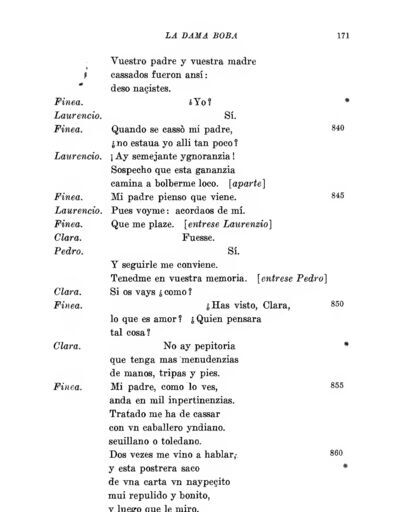 LA DAMA BOBA 171
Vuestro padre y vuestra madre
cassados fueron ansí:
deso naçistes.
Finea. ¿Yo? *
Laurencio. Sí.
Finea. Quando se cassò mi padre, 840
¿no estaua yo alli tan poco?
Laurencio. ¡Ay semejante ygnoranzia!
Sospecho que esta gananzia
camina a bolberme loco. [aparte]
Finea. Mi padre pienso que viene. 845
Laurencio. Pues voyme: acordaos de mí.
Finea. Que me plaze. [entrese Laurenzio]
Clara. Fuesse.
Pedro. Sí.
Y seguirle me conviene.
Tenedme en vuestra memoria. [entrese Pedro]
Clara. Si os vays ¿como?
Finea. ¿Has visto, Clara, 850
lo que es amor? ¿Quien pensara
tal cosa?
Clara. No ay pepitoria *
que tenga mas menudenzias
de manos, tripas y pies.
Finea. Mi padre, como lo ves, 855
anda en mil inpertinenzias.
Tratado me ha de cassar
con vn caballero yndiano.
seuillano o toledano.
Dos vezes me vino a hablar; 860
y esta postrera saco *
de vna carta vn naypeçito
mui repulido y bonito,
y luego que le miro,